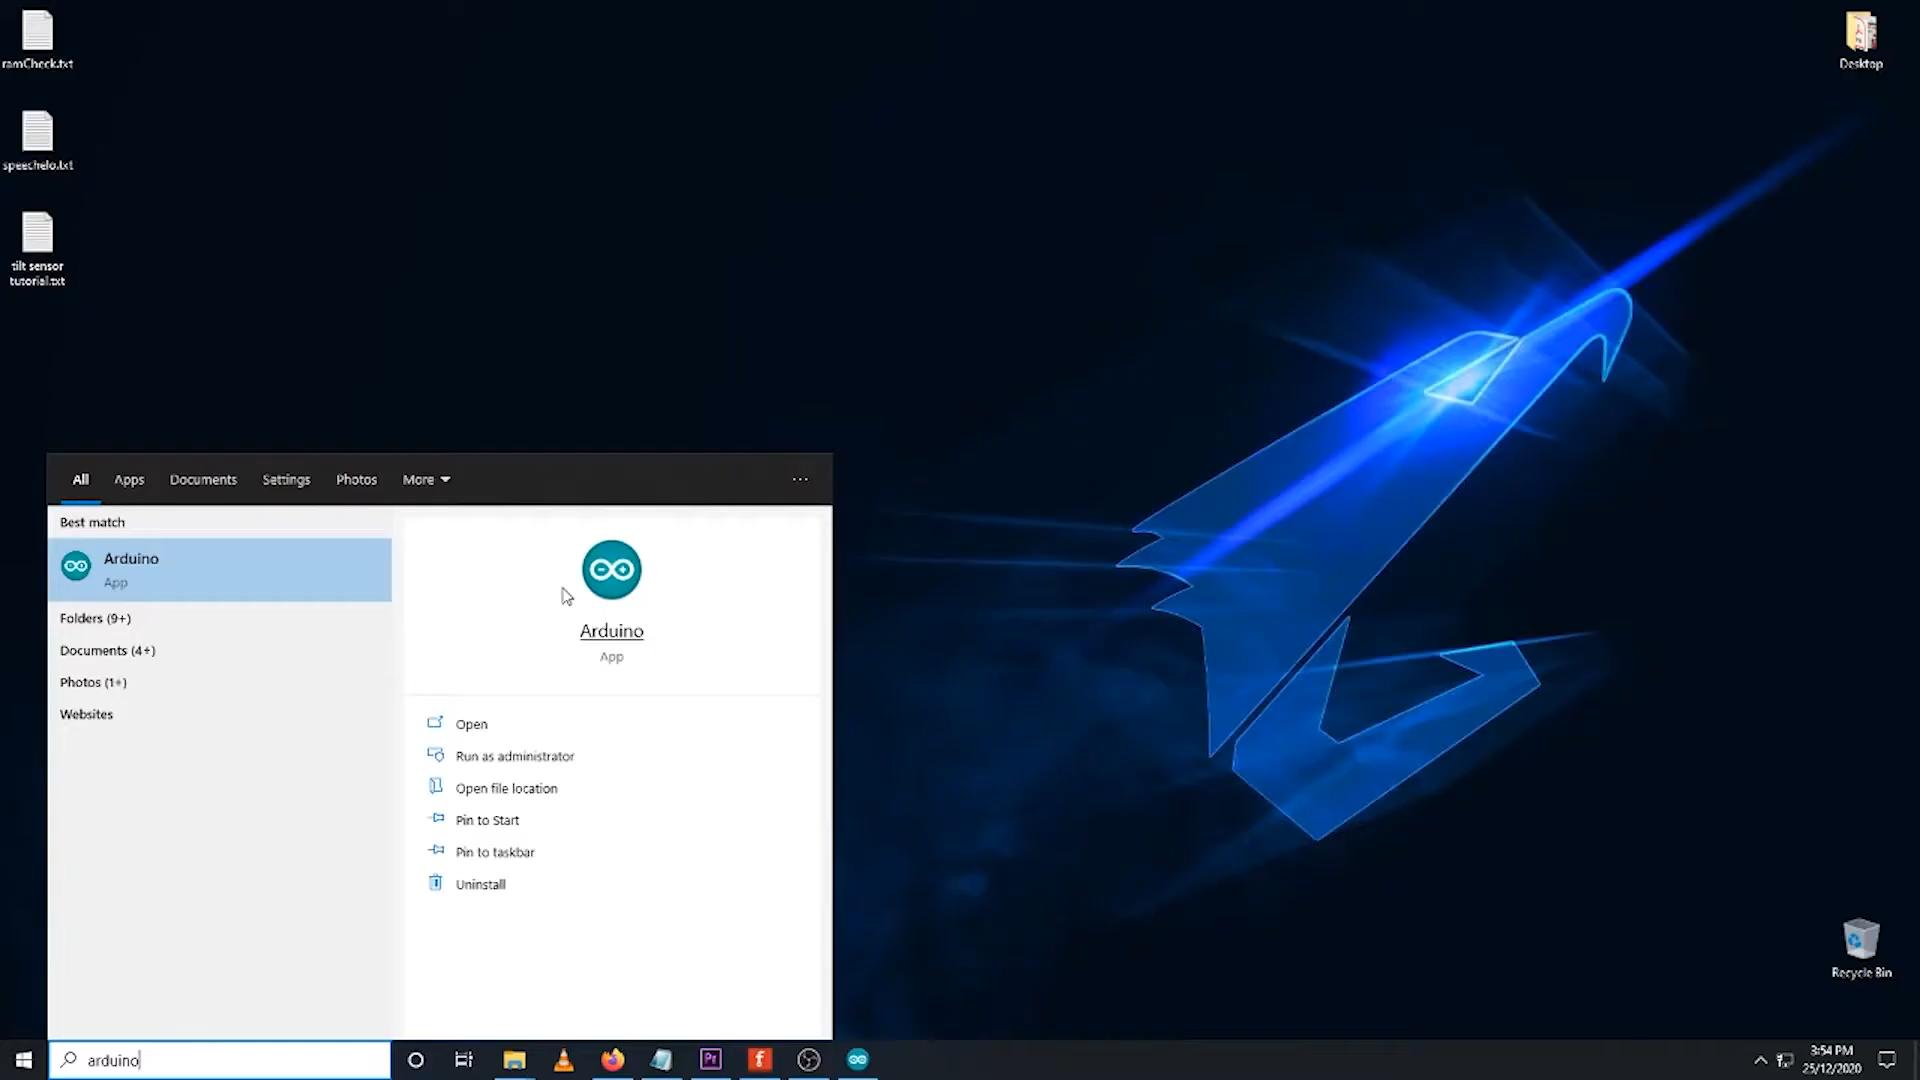 ramCheck.txt
speechelo.txt
tilt sensor
tutorial.txt
Desktop
All Apps Documents Settings Photos More ...
Best match
Arduino
App
Folders (9+)
Documents (4+)
Photos (1+)
Websites
Arduino
App
Open
Run as administrator
Open file location
Pin to Start
Pin to taskbar
Uninstall
Recycle Bin
arduino
Pr
f
3:54 PM
25/12/2020